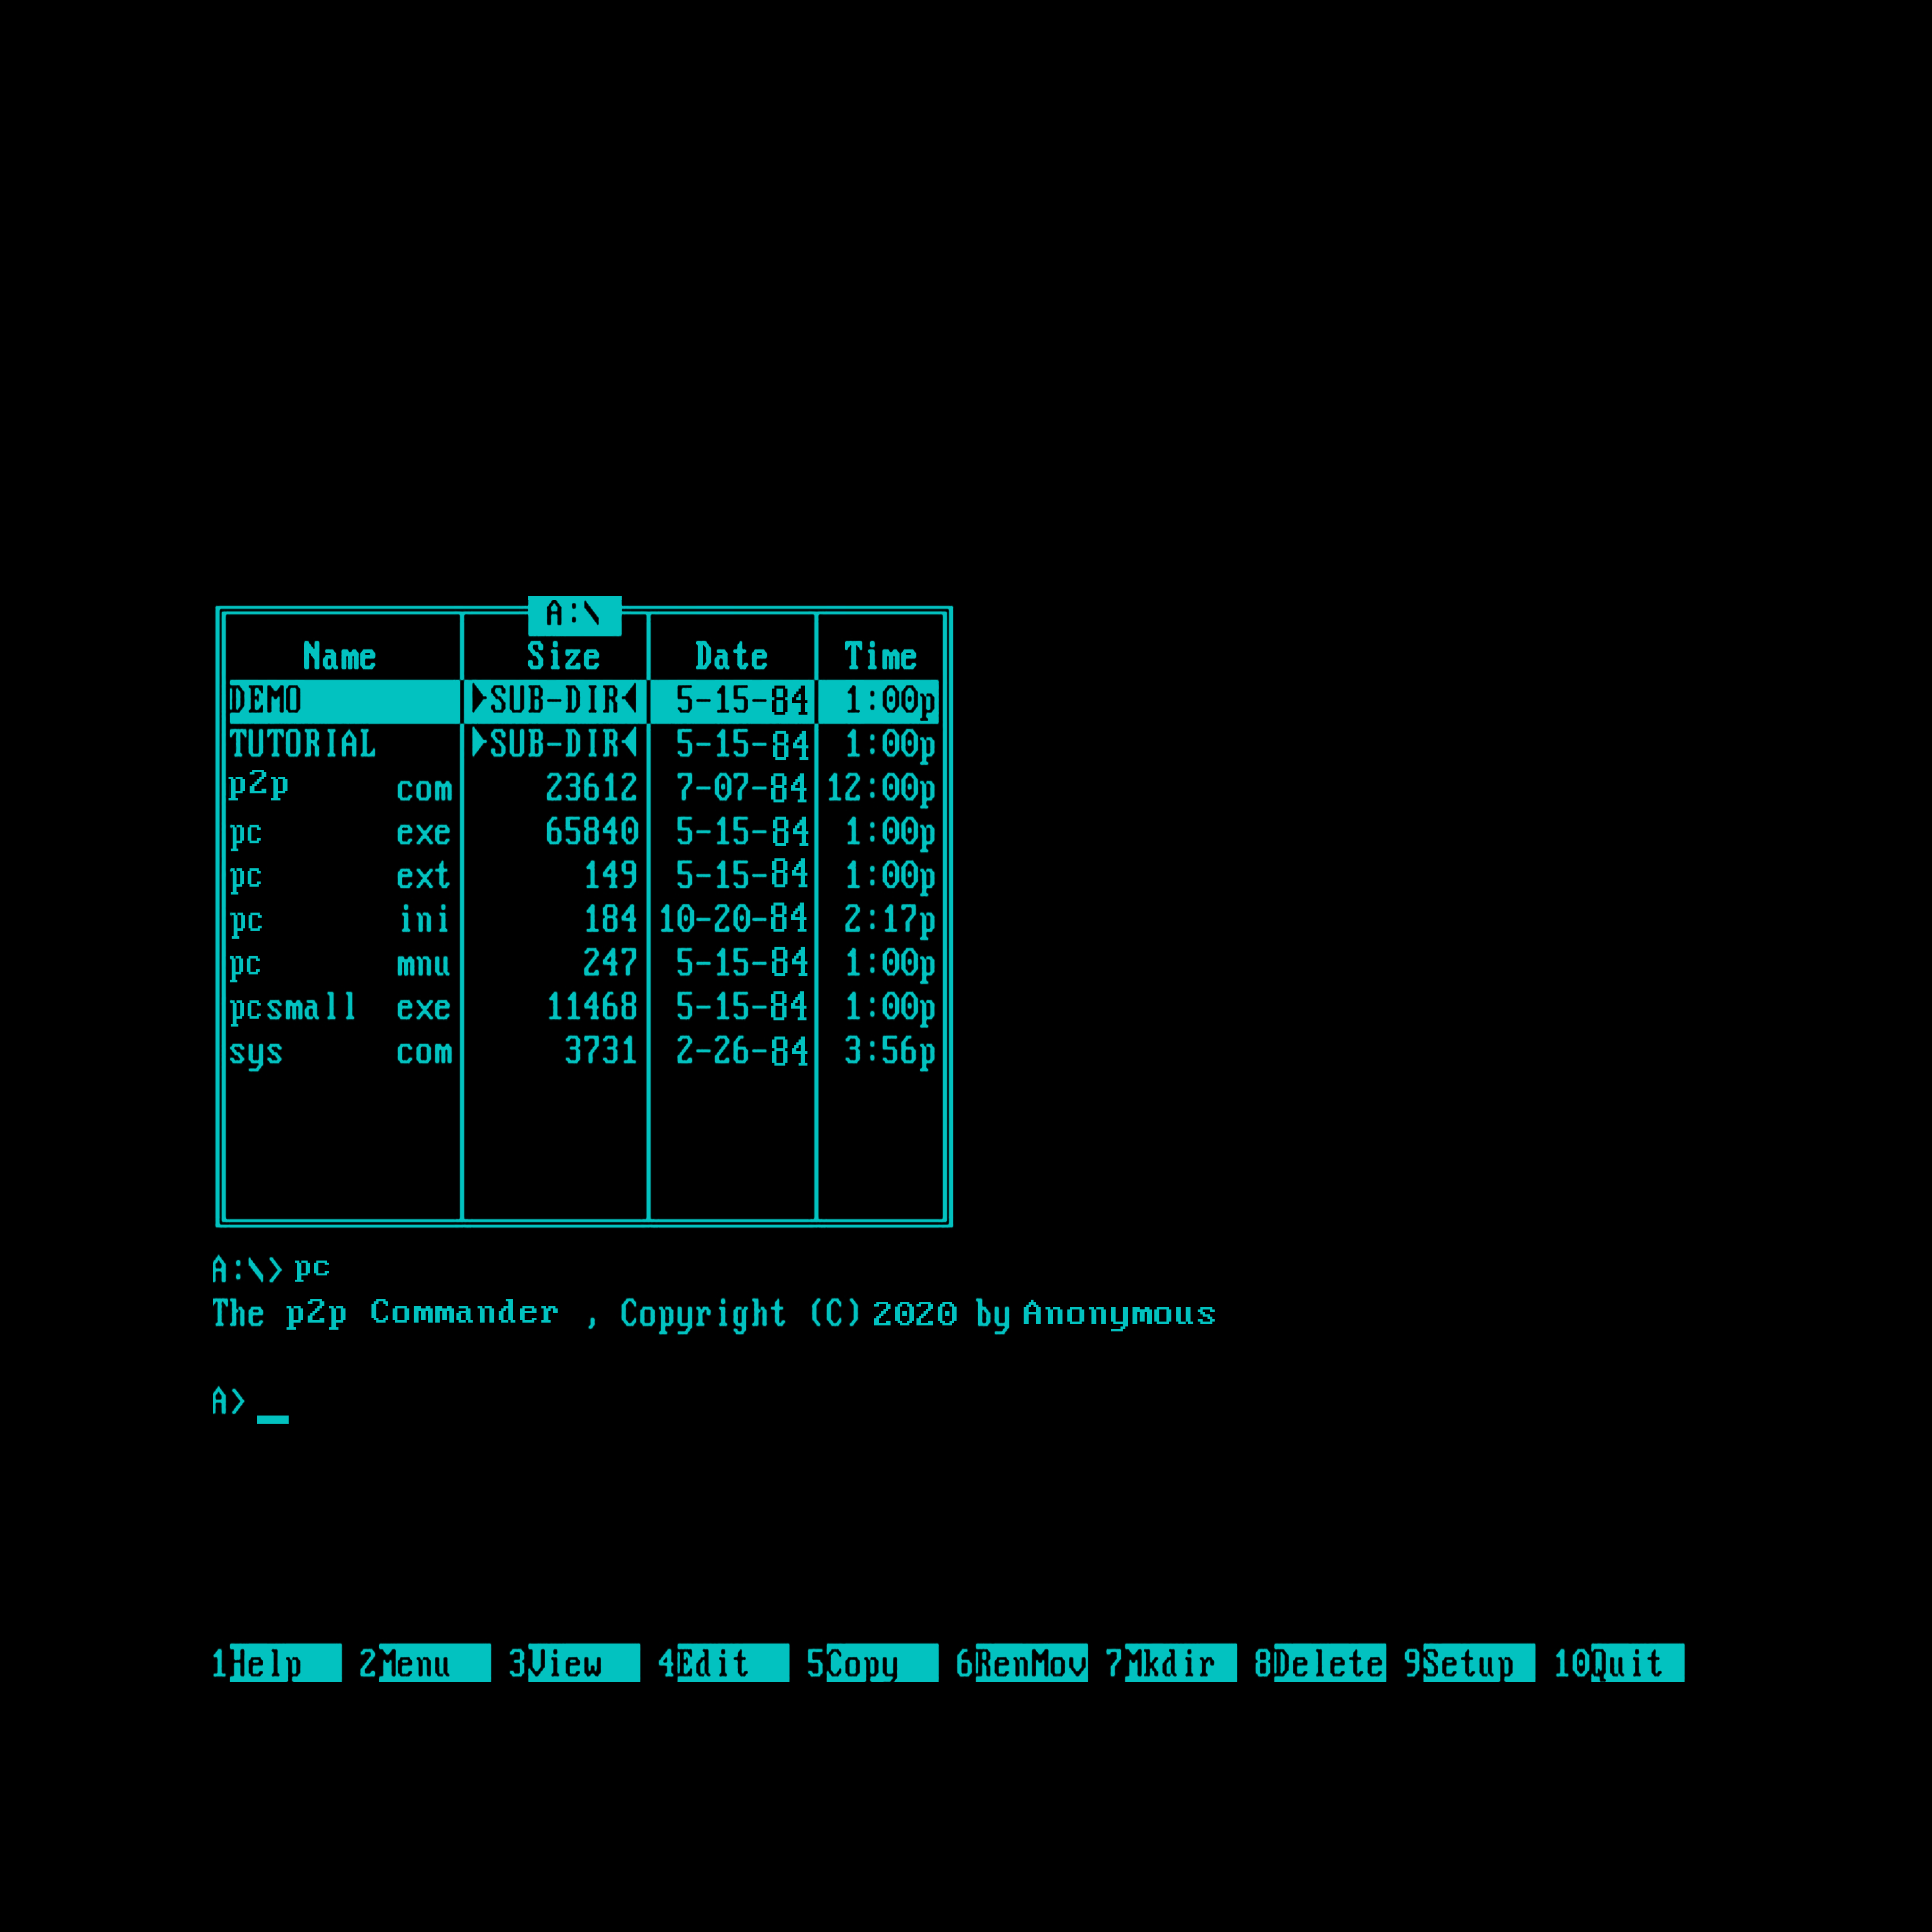 A:\
Name Size Date Time
DEMO ►SUB-DIR◄ 5-15-84 1:00p
TUTORIAL ►SUB-DIR◄ 5-15-84 1:00p
p2p com 23612 7-07-84 12:00p
pc exe 65840 5-15-84 1:00p
pc ext 149 5-15-84 1:00p
pc ini 184 10-20-84 2:17p
pc mnu 247 5-15-84 1:00p
pcsmall exe 11468 5-15-84 1:00p
sys com 3731 2-26-84 3:56p
A:\> pc
The p2p Commander , Copyright (C) 2020 by Anonymous
A>_
1Help 2Menu 3View 4Edit 5Copy 6RenMov 7Mkdir 8Delete 9Setup 10Quit